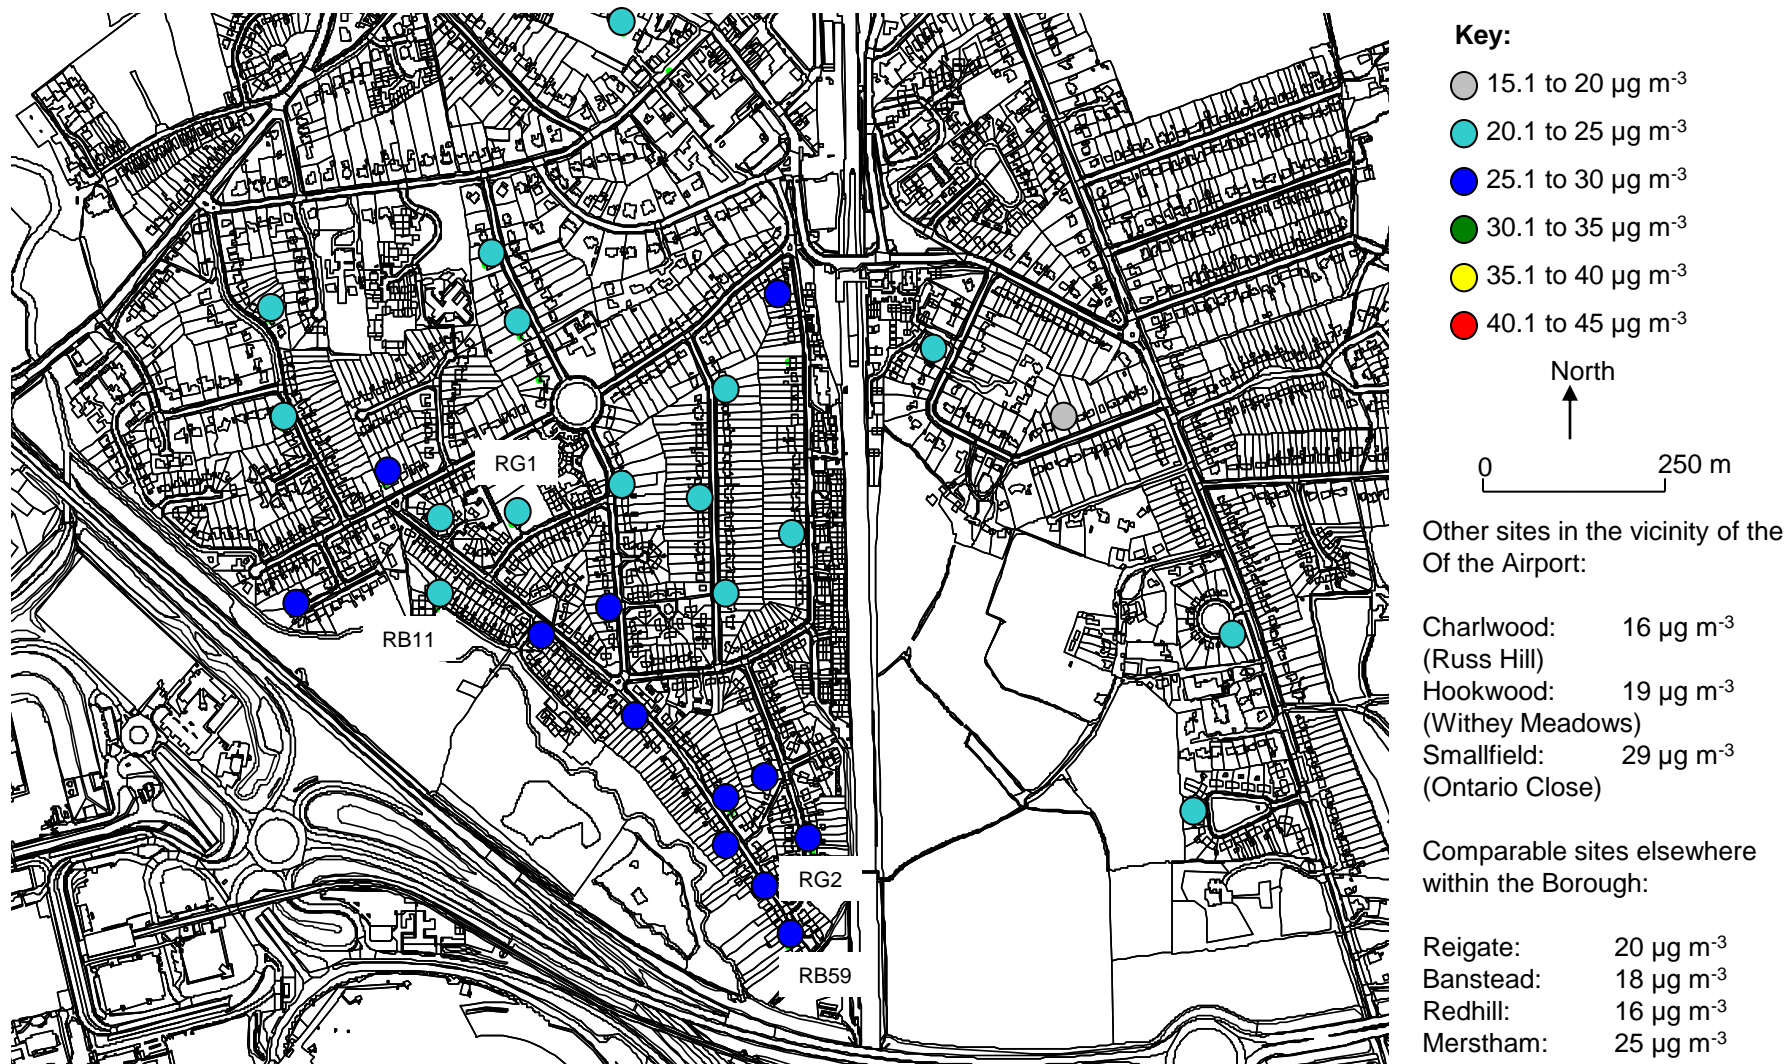 Key:
15.1 to 20 µg m-3
20.1 to 25 µg m-3
25.1 to 30 µg m-3
30.1 to 35 µg m-3
35.1 to 40 µg m-3
40.1 to 45 µg m-3
North
0 250 m
Other sites in the vicinity of the
Of the Airport:
Charlwood: 16 µg m-3
(Russ Hill)
Hookwood: 19 µg m-3
(Withey Meadows)
Smallfield: 29 µg m-3
(Ontario Close)
Comparable sites elsewhere
within the Borough:
Reigate: 20 µg m-3
Banstead: 18 µg m-3
Redhill: 16 µg m-3
Merstham: 25 µg m-3
RG1
RB11
RG2
RB59